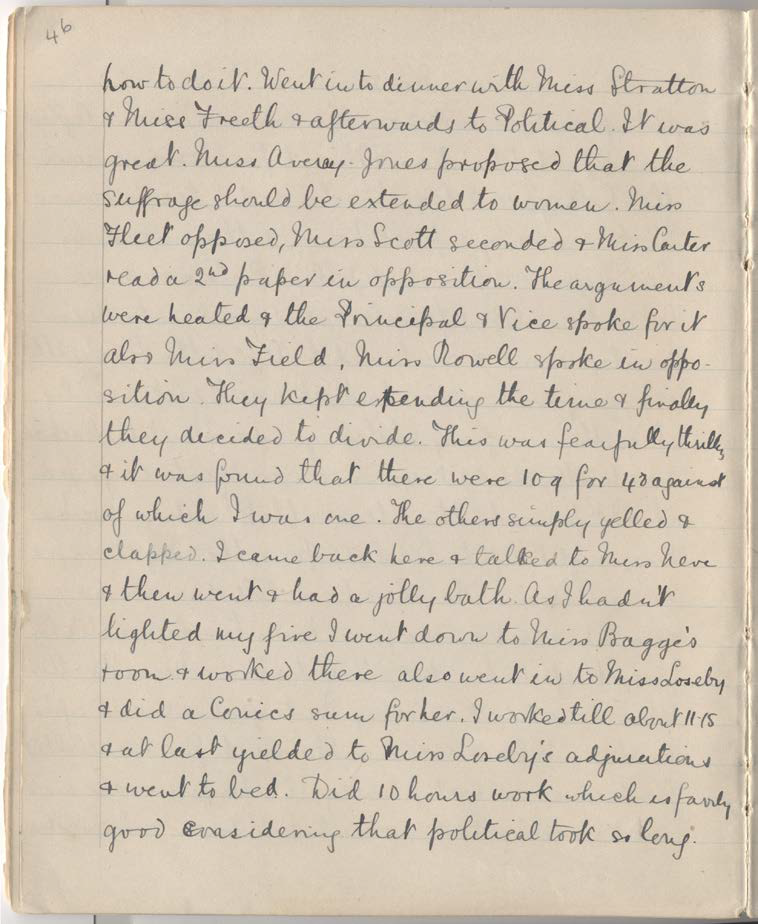 46
how to do it. Went in to dinner with Miss Stratton
& Miss Freeth & afterwards to Political. It was
great. Miss Avery-Jones proposed that the
suffrage should be extended to women. Miss
Fleet opposed, Miss Scott seconded & Miss Carter
read a 2nd paper in opposition. The arguments
were heated & the Principal & Vice spoke for it
also Miss Field, Miss Rowell spoke in oppo-
sition. They kept extending the time & finally
they decided to divide. This was fearfully thrilling
& it was found that there were 109 for 43 against
of which I was one. The others simply yelled &
clapped. I came back here & talked to Miss Neve
& then went & had a jolly bath. As I hadn't
lighted my fire I went down to Miss Bagge's
room & worked there also went in to Miss Loseby
& did a Conics sum for her. I worked till about 11-15
& at last yielded to Miss Loseby's adjurations
& went to bed. Did 10 hours work which is fairly
good considering that political took so long.